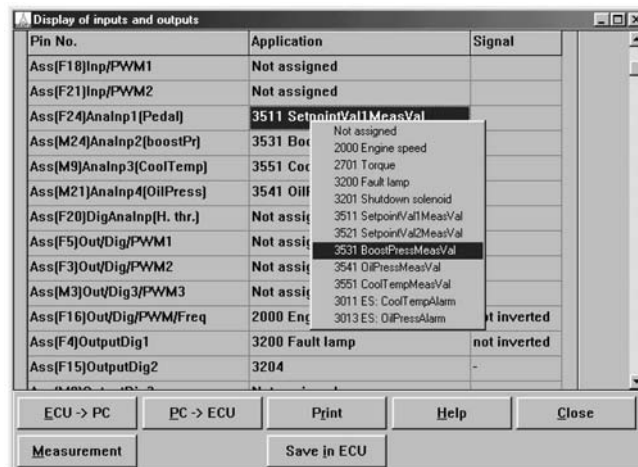 Display of inputs and outputs
Pin No. Application Signal
Ass(F18)Inp/PWM1 Not assigned
Ass(F21)Inp/PWM2 Not assigned
Ass(F24)AnaInp1(Pedal) 3511 SetpointVal1MeasVal
Ass(M24)AnaInp2(boostPr) 3531 Boo
Ass(M9)AnaInp3(CoolTemp) 3551 Coo
Ass(M21)AnaInp4(OilPress) 3541 Oil
Ass(F20)DigAnaInp(H. thr.) Not assig
Ass(F5)Out/Dig/PWM1 Not assig
Ass(F3)Out/Dig/PWM2 Not assig
Ass(M3)Out/Dig3/PWM3 Not assig
Ass(F16)Out/Dig/PWM/Freq 2000 Eng ot inverted
Ass(F4)OutputDig1 3200 Fault lamp not inverted
Ass(F15)OutputDig2 3204 -
Not assigned
2000 Engine speed
2701 Torque
3200 Fault lamp
3201 Shutdown solenoid
3511 SetpointVal1MeasVal
3521 SetpointVal2MeasVal
3531 BoostPressMeasVal
3541 OilPressMeasVal
3551 CoolTempMeasVal
3011 ES: CoolTempAlarm
3013 ES: OilPressAlarm
ECU -> PC PC -> ECU Print Help Close
Measurement Save in ECU